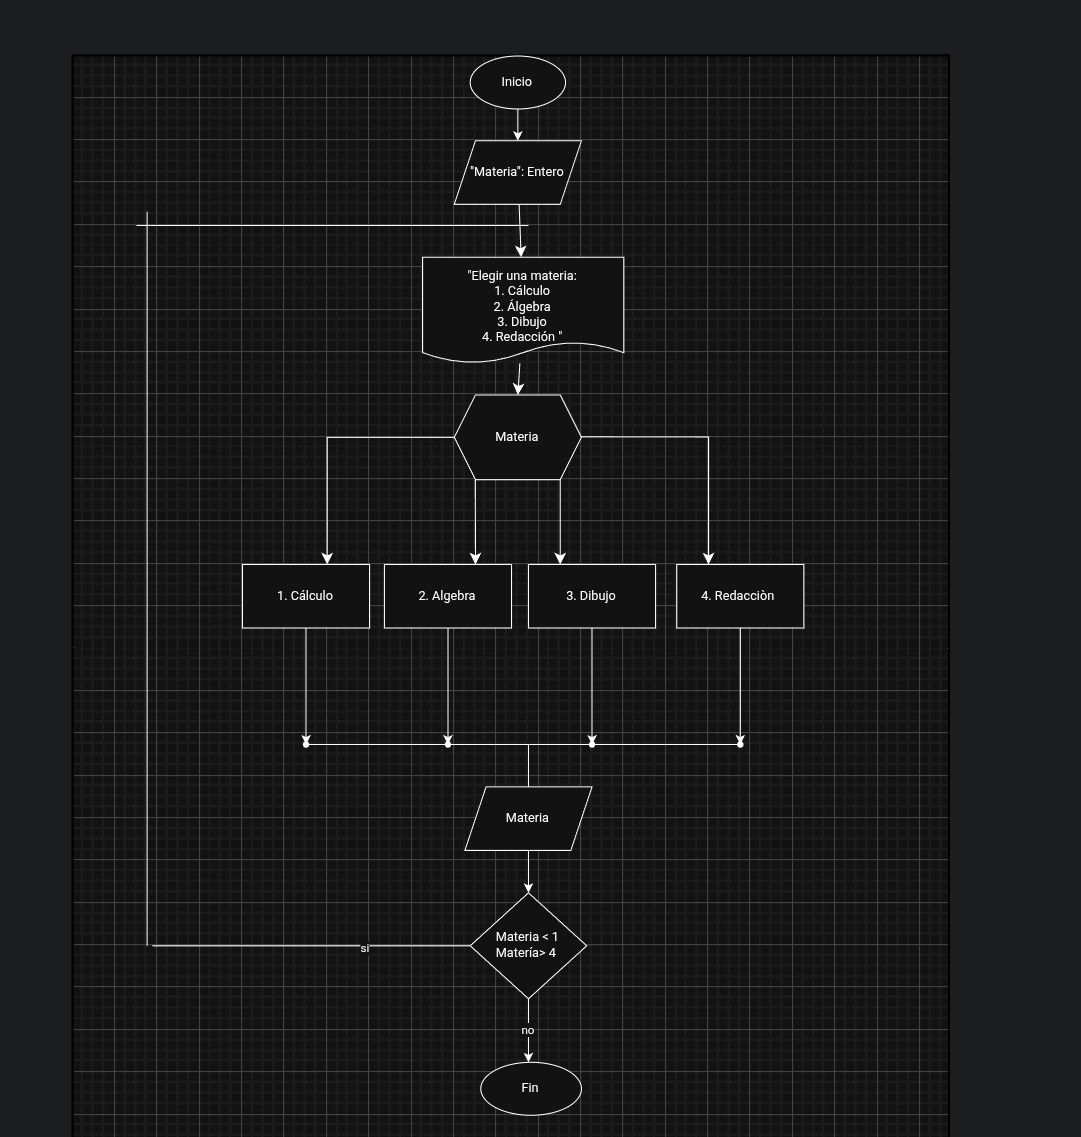 Inicio
"Materia": Entero
"Elegir una materia:
1. Cálculo
2. Álgebra
3. Dibujo
4. Redacción "
Materia
1. Cálculo
2. Algebra
3. Dibujo
4. Redacciòn
Materia
Materia < 1
Matería> 4
si
no
Fin